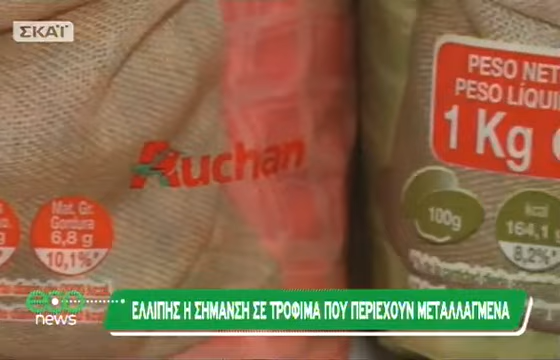 ΣΚΑΪ
PESO NET
PESO LÍQUI
1 Kg e
Auchan
100g
kcal
164,1
8,2%
Mat. Gr.
Gordura
6,8 g
10,1%*
g
eco
news
ΕΛΛΙΠΗΣ Η ΣΗΜΑΝΣΗ ΣΕ ΤΡΟΦΙΜΑ ΠΟΥ ΠΕΡΙΕΧΟΥΝ ΜΕΤΑΛΛΑΓΜΕΝΑ